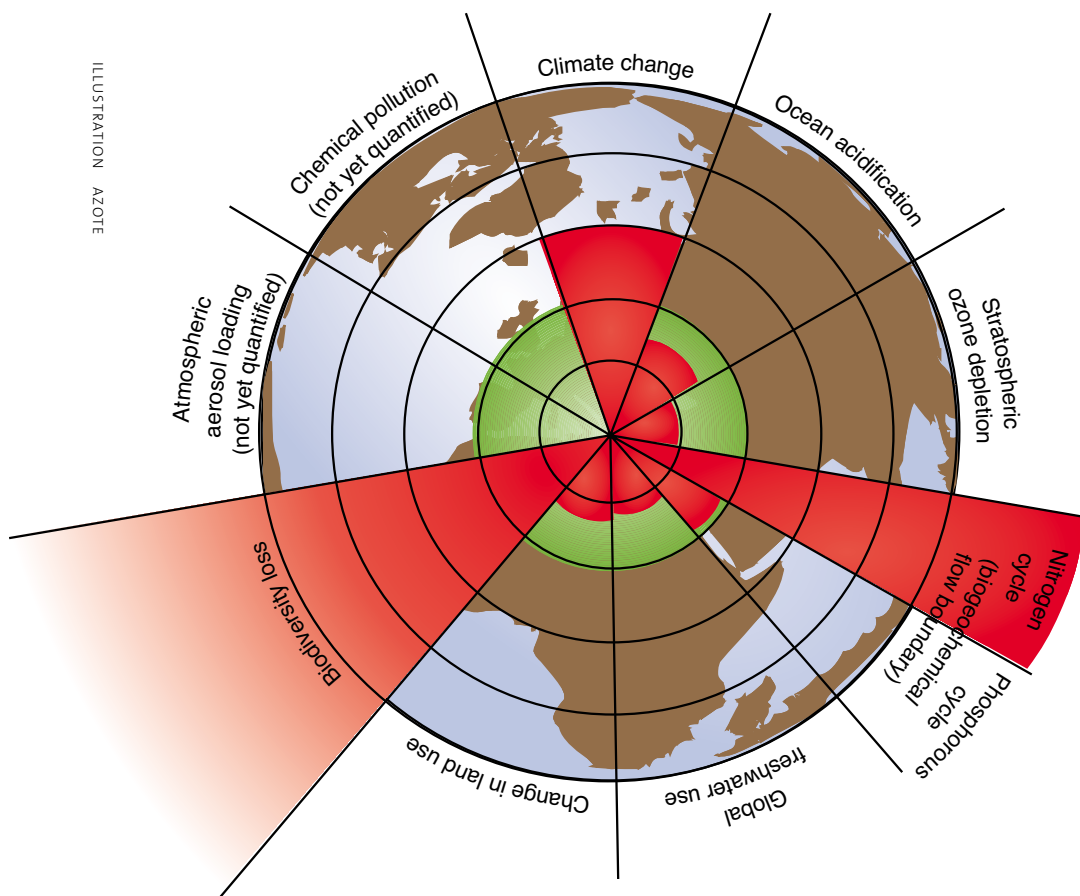 ILLUSTRATION AZOTE
Climate change
Ocean acidification
Stratospheric
ozone depletion
Nitrogen
cycle
(biogeochemical
flow boundary)
Phosphorous
cycle
Global
freshwater use
Change in land use
Biodiversity loss
Atmospheric
aerosol loading
(not yet quantified)
Chemical pollution
(not yet quantified)